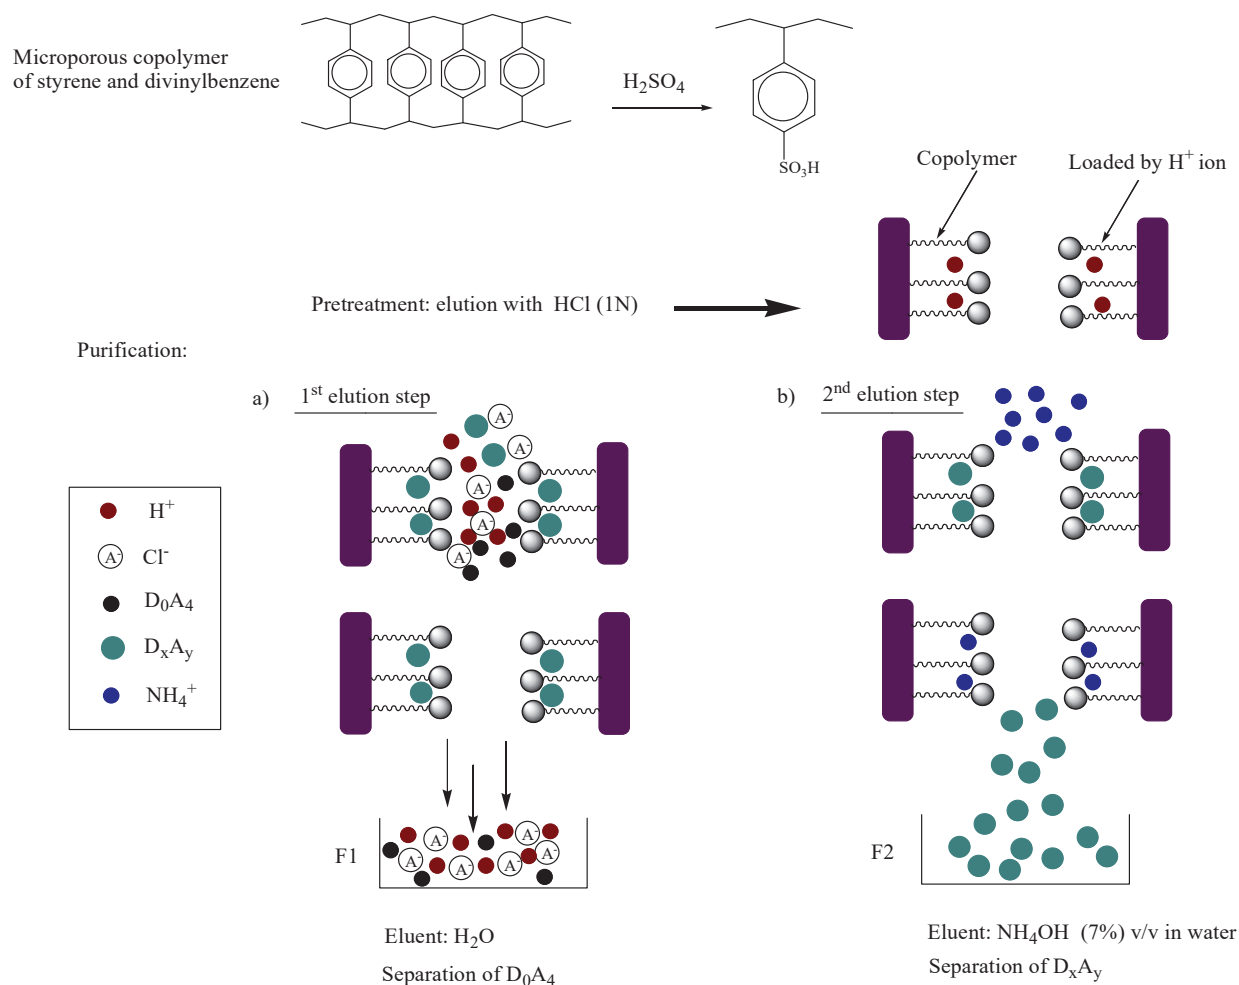 Microporous copolymer
of styrene and divinylbenzene
H₂SO₄
SO₃H
Copolymer
Loaded by H⁺ ion
Pretreatment: elution with HCl (1N)
Purification:
a) 1ˢᵗ elution step
b) 2ⁿᵈ elution step
A⁻
A⁻
A⁻
A⁻
A⁻
H⁺
A⁻ Cl⁻
D₀A₄
DₓAᵧ
NH₄⁺
F1
A⁻
A⁻
A⁻
A⁻
A⁻
A⁻
F2
Eluent: H₂O
Separation of D₀A₄
Eluent: NH₄OH (7%) v/v in water
Separation of DₓAᵧ